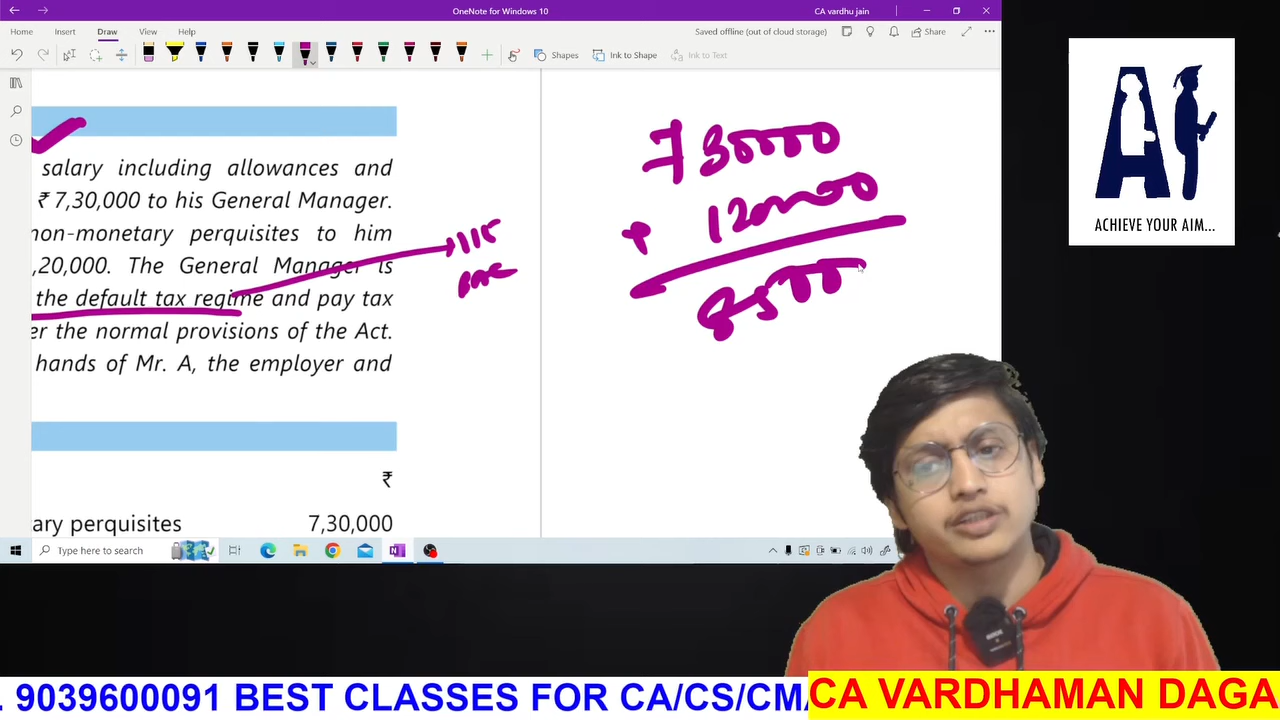 OneNote for Windows 10
CA vardhu jain
Home Insert Draw View Help
Saved offline (out of cloud storage)
Share
Shapes
Ink to Shape
Ink to Text
salary including allowances and
₹ 7,30,000 to his General Manager.
non-monetary perquisites to him
,20,000. The General Manager is
the default tax regime and pay tax
er the normal provisions of the Act.
hands of Mr. A, the employer and
₹
ary perquisites 7,30,000
115
BAC
730000
+ 120000
8500
Type here to search
ACHIEVE YOUR AIM...
. 9039600091 BEST CLASSES FOR CA/CS/CMA
CA VARDHAMAN DAGA